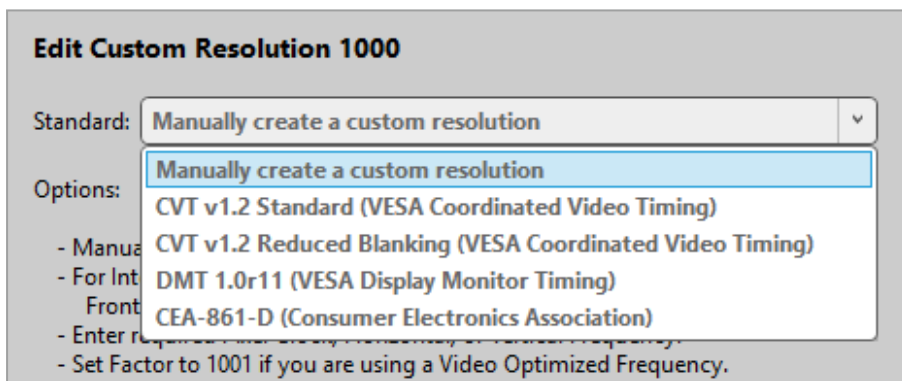 Edit Custom Resolution 1000
Standard: Manually create a custom resolution
Manually create a custom resolution
Options:
CVT v1.2 Standard (VESA Coordinated Video Timing)
CVT v1.2 Reduced Blanking (VESA Coordinated Video Timing)
- Manua
DMT 1.0r11 (VESA Display Monitor Timing)
- For Int
Front
CEA-861-D (Consumer Electronics Association)
- Enter
- Set Factor to 1001 if you are using a Video Optimized Frequency.